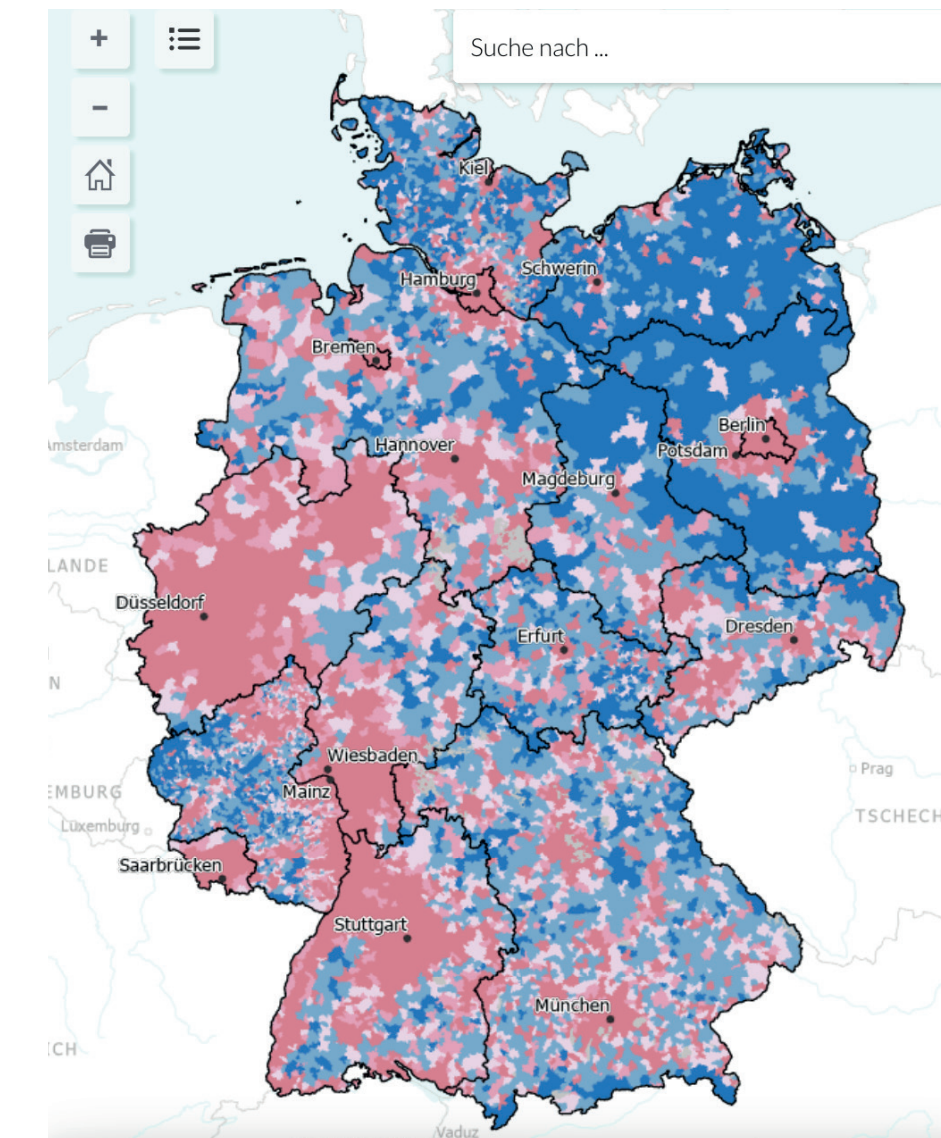 +
Suche nach ...
-
Kiel
Schwerin
Hamburg
Bremen
Amsterdam
Berlin
Hannover
Potsdam
Magdeburg
LANDE
Düsseldorf
Erfurt
Dresden
N
Wiesbaden
Prag
Mainz
EMBURG
TSCHECH
Luxemburg
Saarbrücken
Stuttgart
München
CH
Vaduz